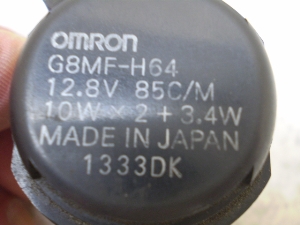 OMRON
G8MF-H64
12.8V 85C/M
10W × 2 + 3.4W
MADE IN JAPAN
1333DK